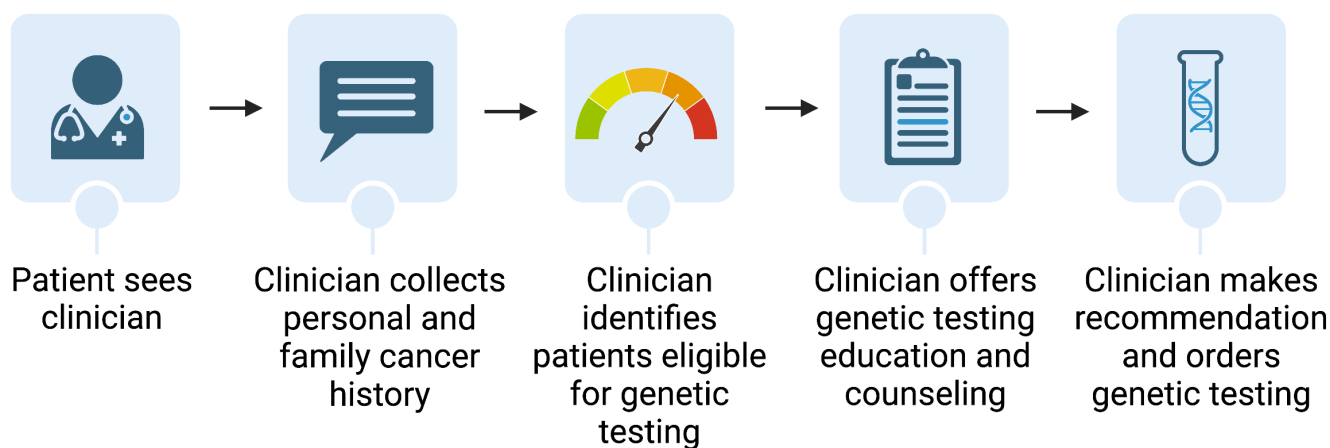 Patient sees
clinician
Clinician collects
personal and
family cancer
history
Clinician
identifies
patients eligible
for genetic
testing
Clinician offers
genetic testing
education and
counseling
Clinician makes
recommendation
and orders
genetic testing